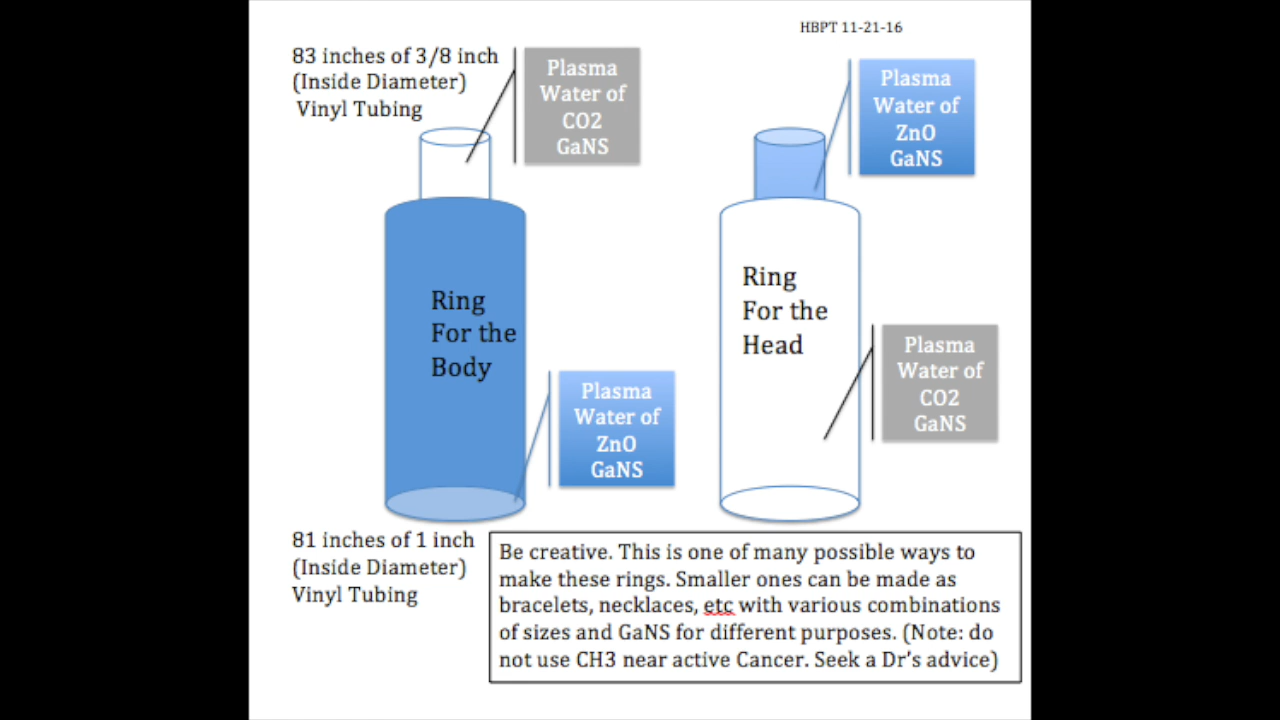 HBPT 11-21-16
83 inches of 3/8 inch
(Inside Diameter)
Vinyl Tubing
Plasma
Water of
CO2
GaNS
Plasma
Water of
ZnO
GaNS
Ring
For the
Body
Ring
For the
Head
Plasma
Water of
ZnO
GaNS
Plasma
Water of
CO2
GaNS
81 inches of 1 inch
(Inside Diameter)
Vinyl Tubing
Be creative. This is one of many possible ways to
make these rings. Smaller ones can be made as
bracelets, necklaces, etc with various combinations
of sizes and GaNS for different purposes. (Note: do
not use CH3 near active Cancer. Seek a Dr's advice)